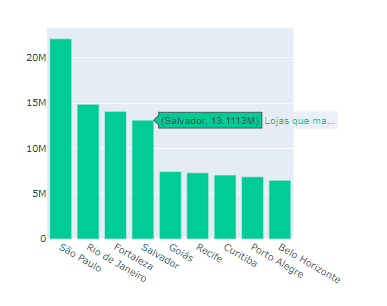 20M
15M
10M
5M
0
(Salvador, 13.1113M) Lojas que ma...
São Paulo
Rio de Janeiro
Fortaleza
Salvador
Goiás
Recife
Curitiba
Porto Alegre
Belo Horizonte